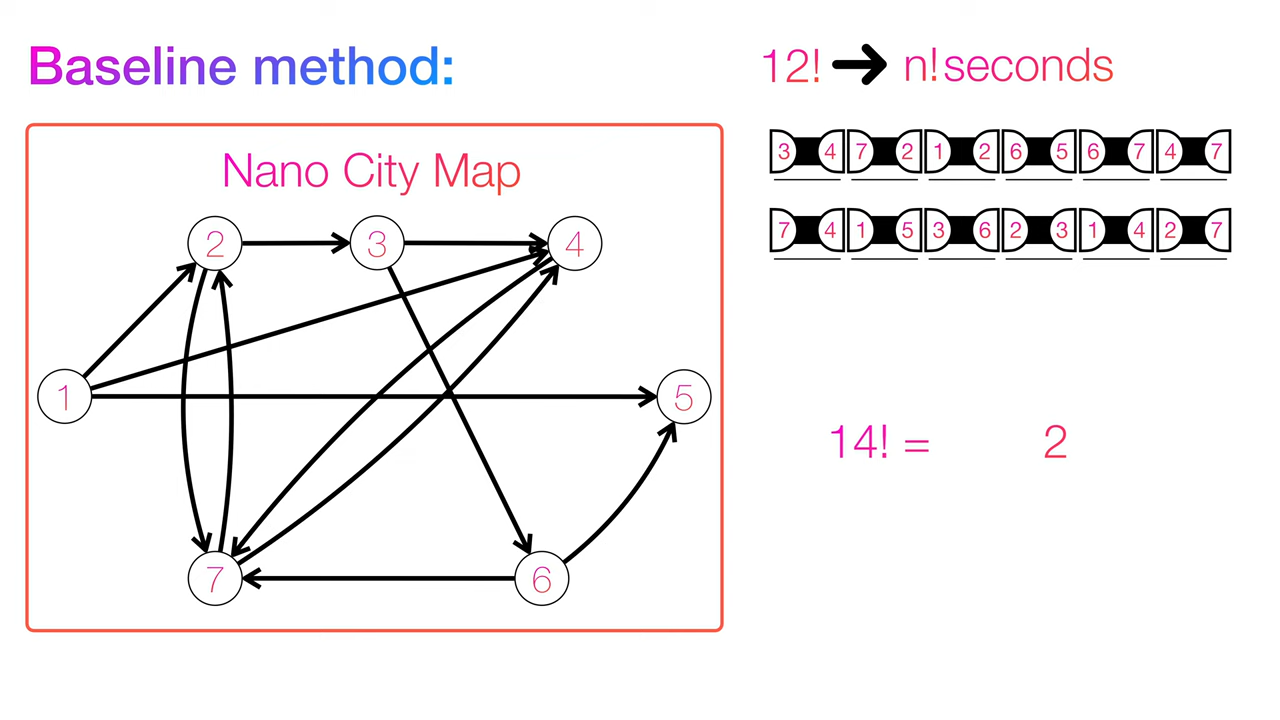 Baseline method:
12! → n! seconds
Nano City Map
3 4 7 2 1 2 6 5 6 7 4 7
7 4 1 5 3 6 2 3 1 4 2 7
2 3 4
1 5
7 6
14! = 2